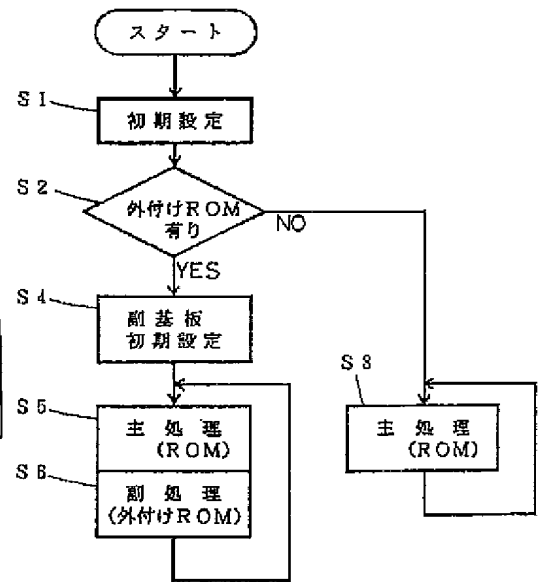 スタート
S1
初期設定
S2
外付けROM
有り
NO
YES
S4
副基板
初期設定
S3
S5
主処理
(ROM)
主処理
(ROM)
S6
副処理
(外付けROM)